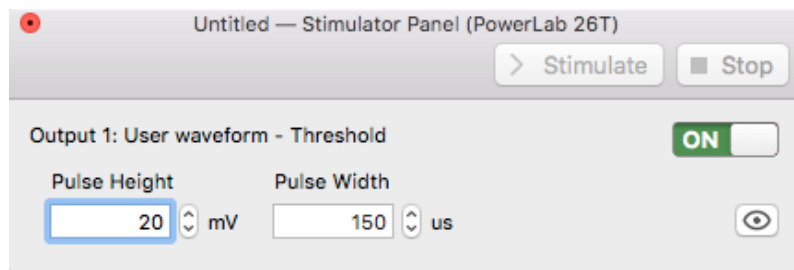 Untitled — Stimulator Panel (PowerLab 26T)
Stimulate Stop
Output 1: User waveform - Threshold ON
Pulse Height Pulse Width
20 mV 150 us